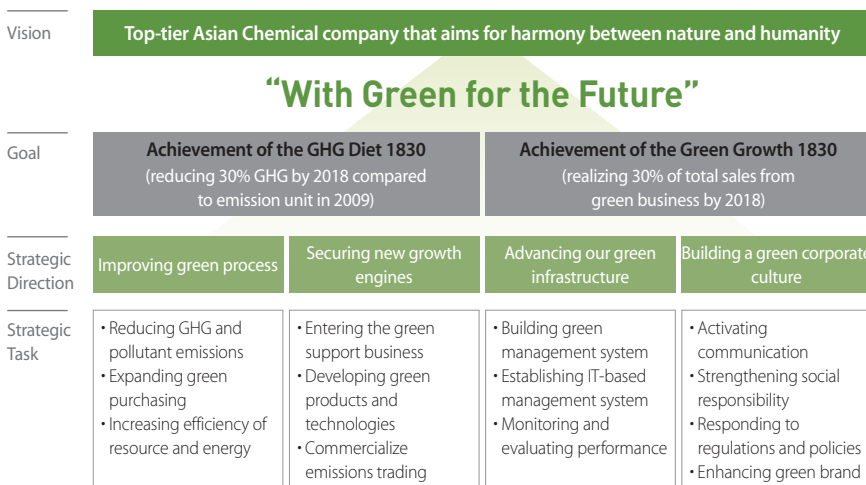 Vision
Top-tier Asian Chemical company that aims for harmony between nature and humanity
“With Green for the Future”
Goal
Achievement of the GHG Diet 1830
(reducing 30% GHG by 2018 compared
to emission unit in 2009)
Achievement of the Green Growth 1830
(realizing 30% of total sales from
green business by 2018)
Strategic
Direction
Improving green process
Securing new growth
engines
Advancing our green
infrastructure
Building a green corporate
culture
Strategic
Task
• Reducing GHG and
pollutant emissions
• Expanding green
purchasing
• Increasing efficiency of
resource and energy
• Entering the green
support business
• Developing green
products and
technologies
• Commercialize
emissions trading
• Building green
management system
• Establishing IT-based
management system
• Monitoring and
evaluating performance
• Activating
communication
• Strengthening social
responsibility
• Responding to
regulations and policies
• Enhancing green brand